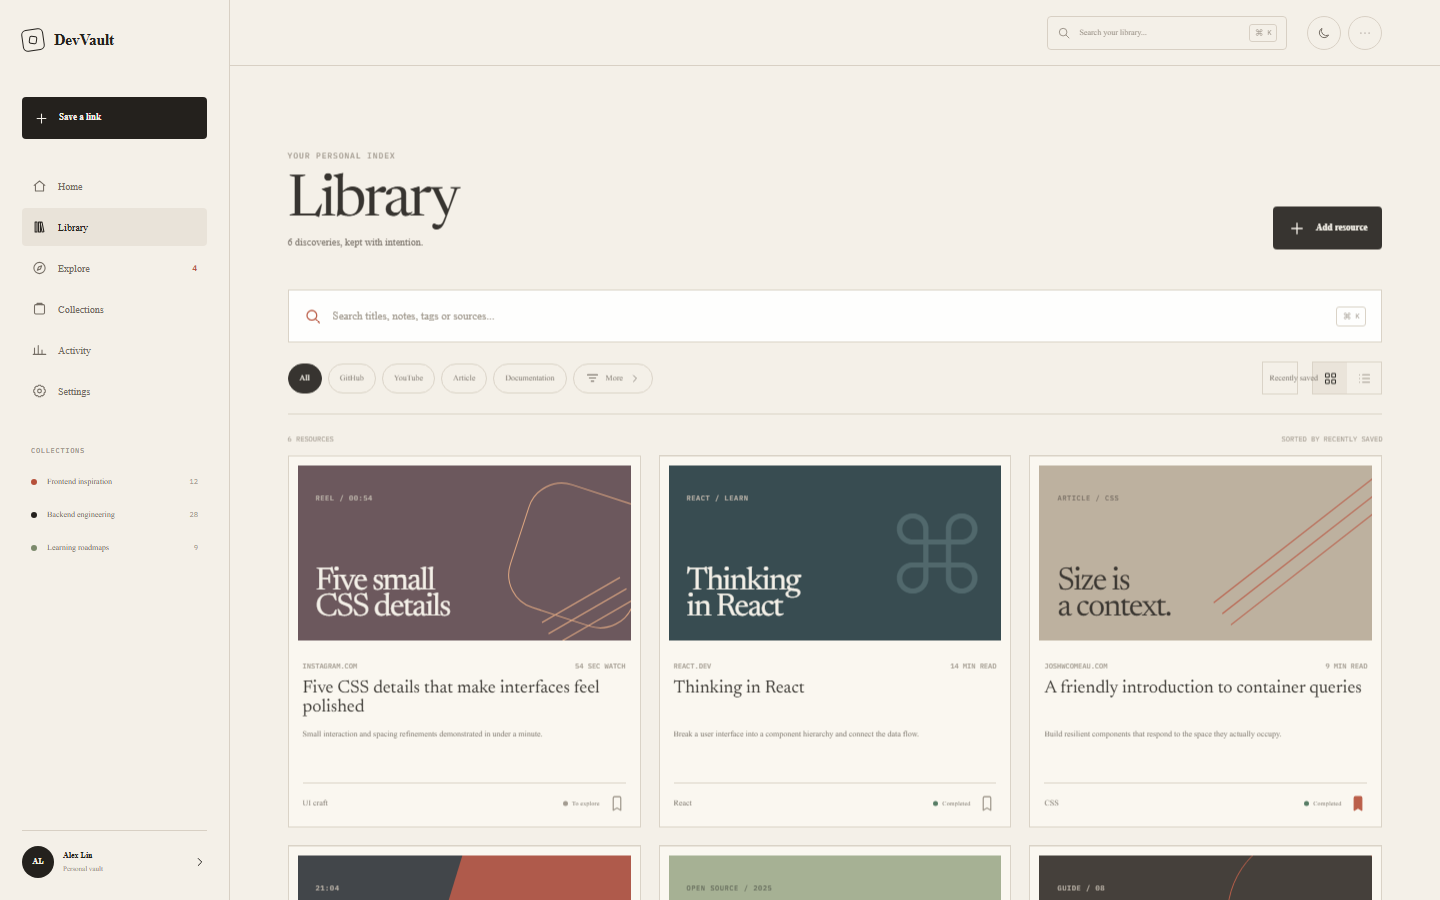 DevVault
Search your library...
⌘ K
Save a link
Home
Library
Explore 4
Collections
Activity
Settings
COLLECTIONS
Frontend inspiration 12
Backend engineering 28
Learning roadmaps 9
AL
Alex Lin
Personal vault
YOUR PERSONAL INDEX
Library
6 discoveries, kept with intention.
Add resource
Search titles, notes, tags or sources...
⌘ K
All GitHub YouTube Article Documentation More
Recently saved
6 RESOURCES
SORTED BY RECENTLY SAVED
REEL / 00:54
Five small
CSS details
INSTAGRAM.COM 54 SEC WATCH
Five CSS details that make interfaces feel
polished
Small interaction and spacing refinements demonstrated in under a minute.
UI craft To explore
REACT / LEARN
Thinking
in React
REACT.DEV 14 MIN READ
Thinking in React
Break a user interface into a component hierarchy and connect the data flow.
React Completed
ARTICLE / CSS
Size is
a context.
JOSHWCOMEAU.COM 9 MIN READ
A friendly introduction to container queries
Build resilient components that respond to the space they actually occupy.
CSS Completed
21:04
OPEN SOURCE / 2025
GUIDE / 08